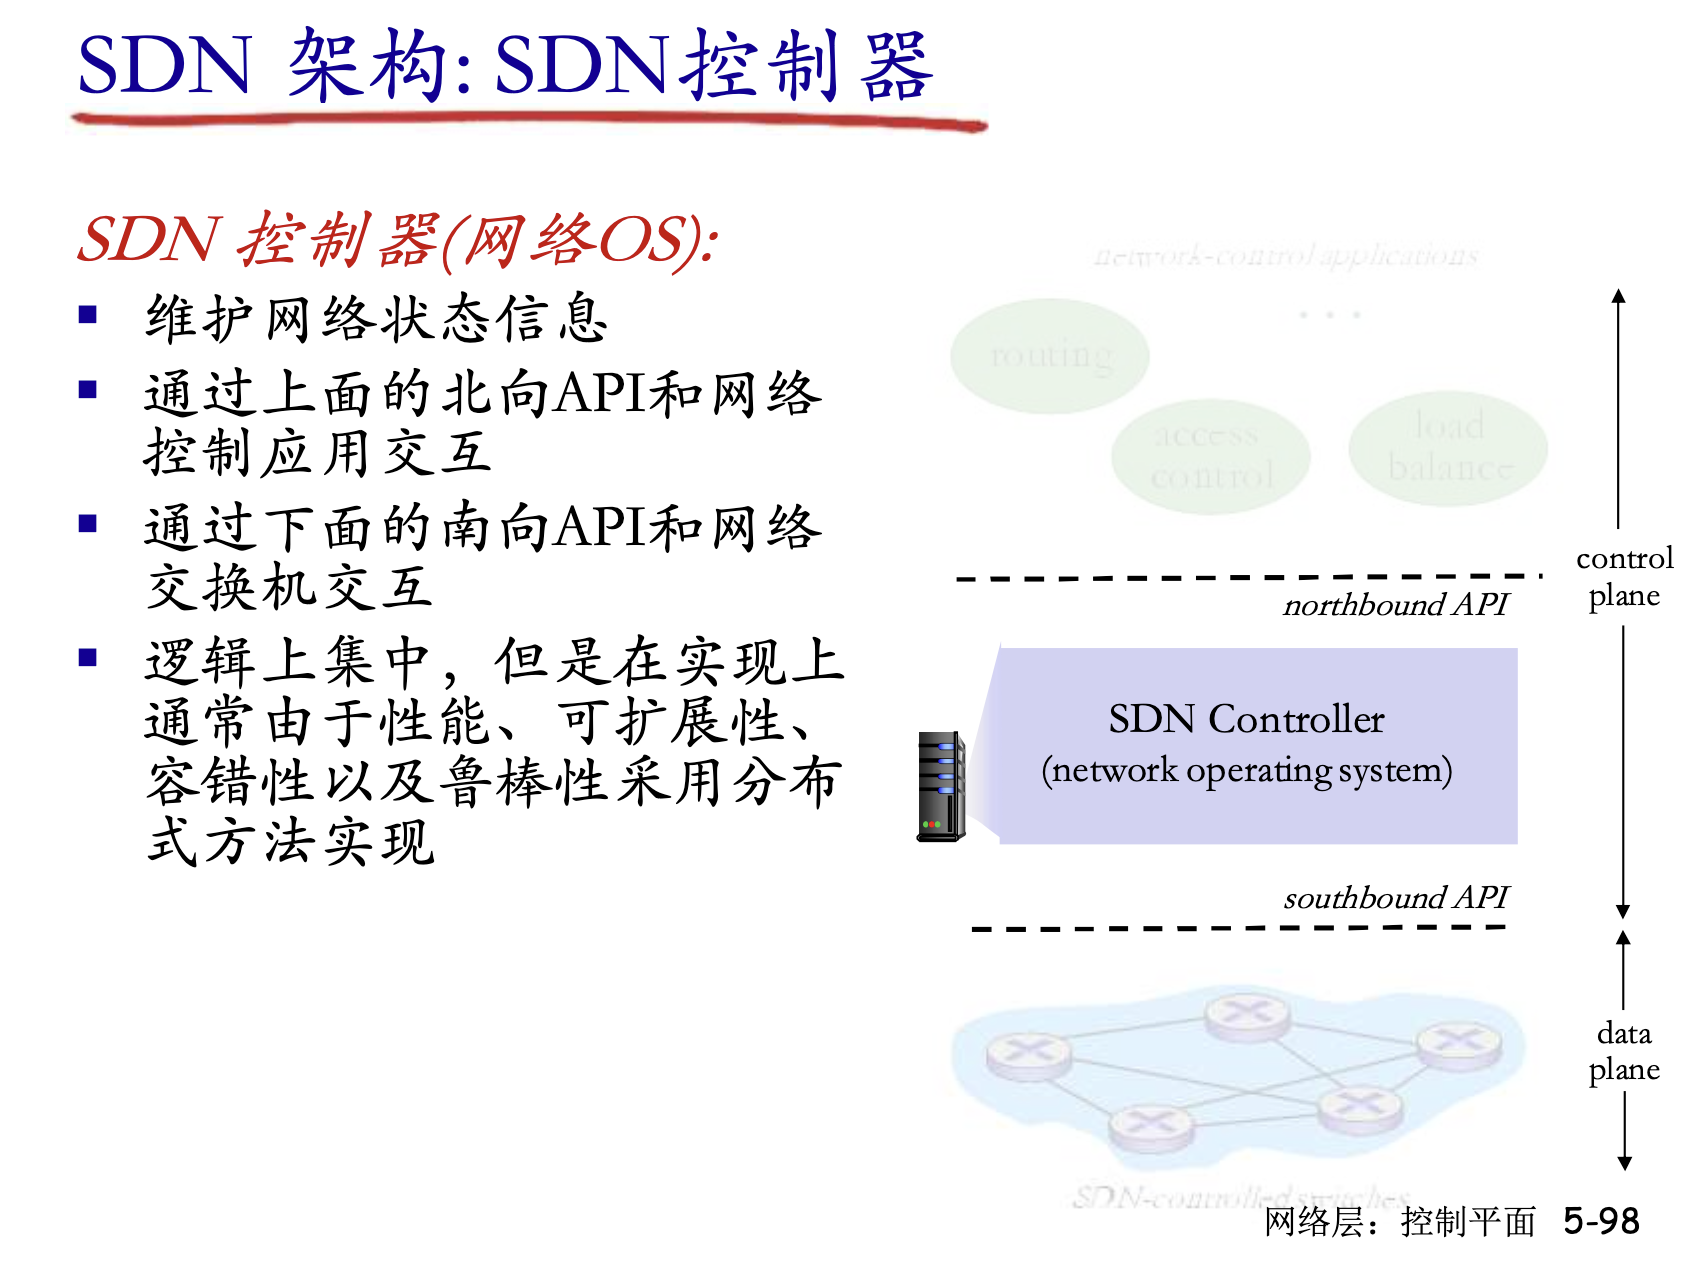 SDN 架构: SDN控制器
SDN 控制器(网络OS):
维护网络状态信息
通过上面的北向API和网络
控制应用交互
通过下面的南向API和网络
交换机交互
逻辑上集中，但是在实现上
通常由于性能、可扩展性、
容错性以及鲁棒性采用分布
式方法实现
network-control applications
...
routing
access
control
load
balance
control
plane
northbound API
SDN Controller
(network operating system)
southbound API
data
plane
SDN-controlled switches
网络层：控制平面 5-98